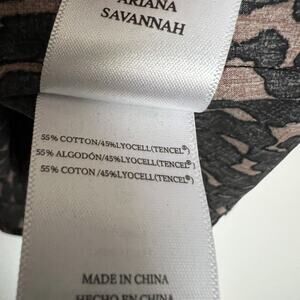 ARIANA
SAVANNAH
55% COTTON/45%LYOCELL(TENCEL®)
55% ALGODÓN/45%LYOCELL(TENCEL®)
55% COTON /45%LYOCELL(TENCEL®)
MADE IN CHINA
HECHO EN CHINA